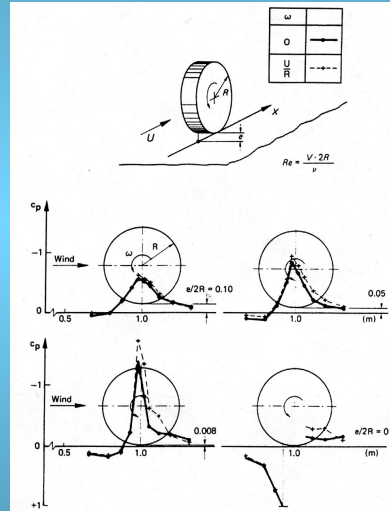 ω
O
U/R
R
X
U
e
Re = V·2R/ν
cp
-1
Wind
ω
R
e/2R = 0.10
0
0.5
1.0
0.05
1.0
(m)
cp
-1
Wind
0
0.008
e/2R = 0
0.5
1.0
1.0
(m)
+1